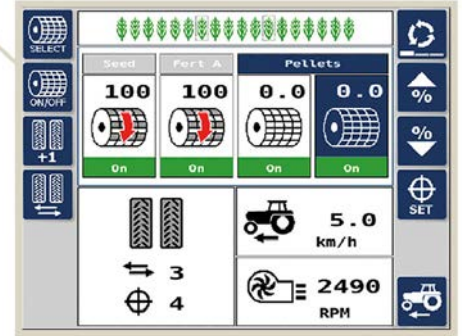 SELECT
ON/OFF
+1
Seed
Fert A
Pellets
100
100
0.0
0.0
On
On
On
On
%
%
SET
3
4
5.0
km/h
2490
RPM